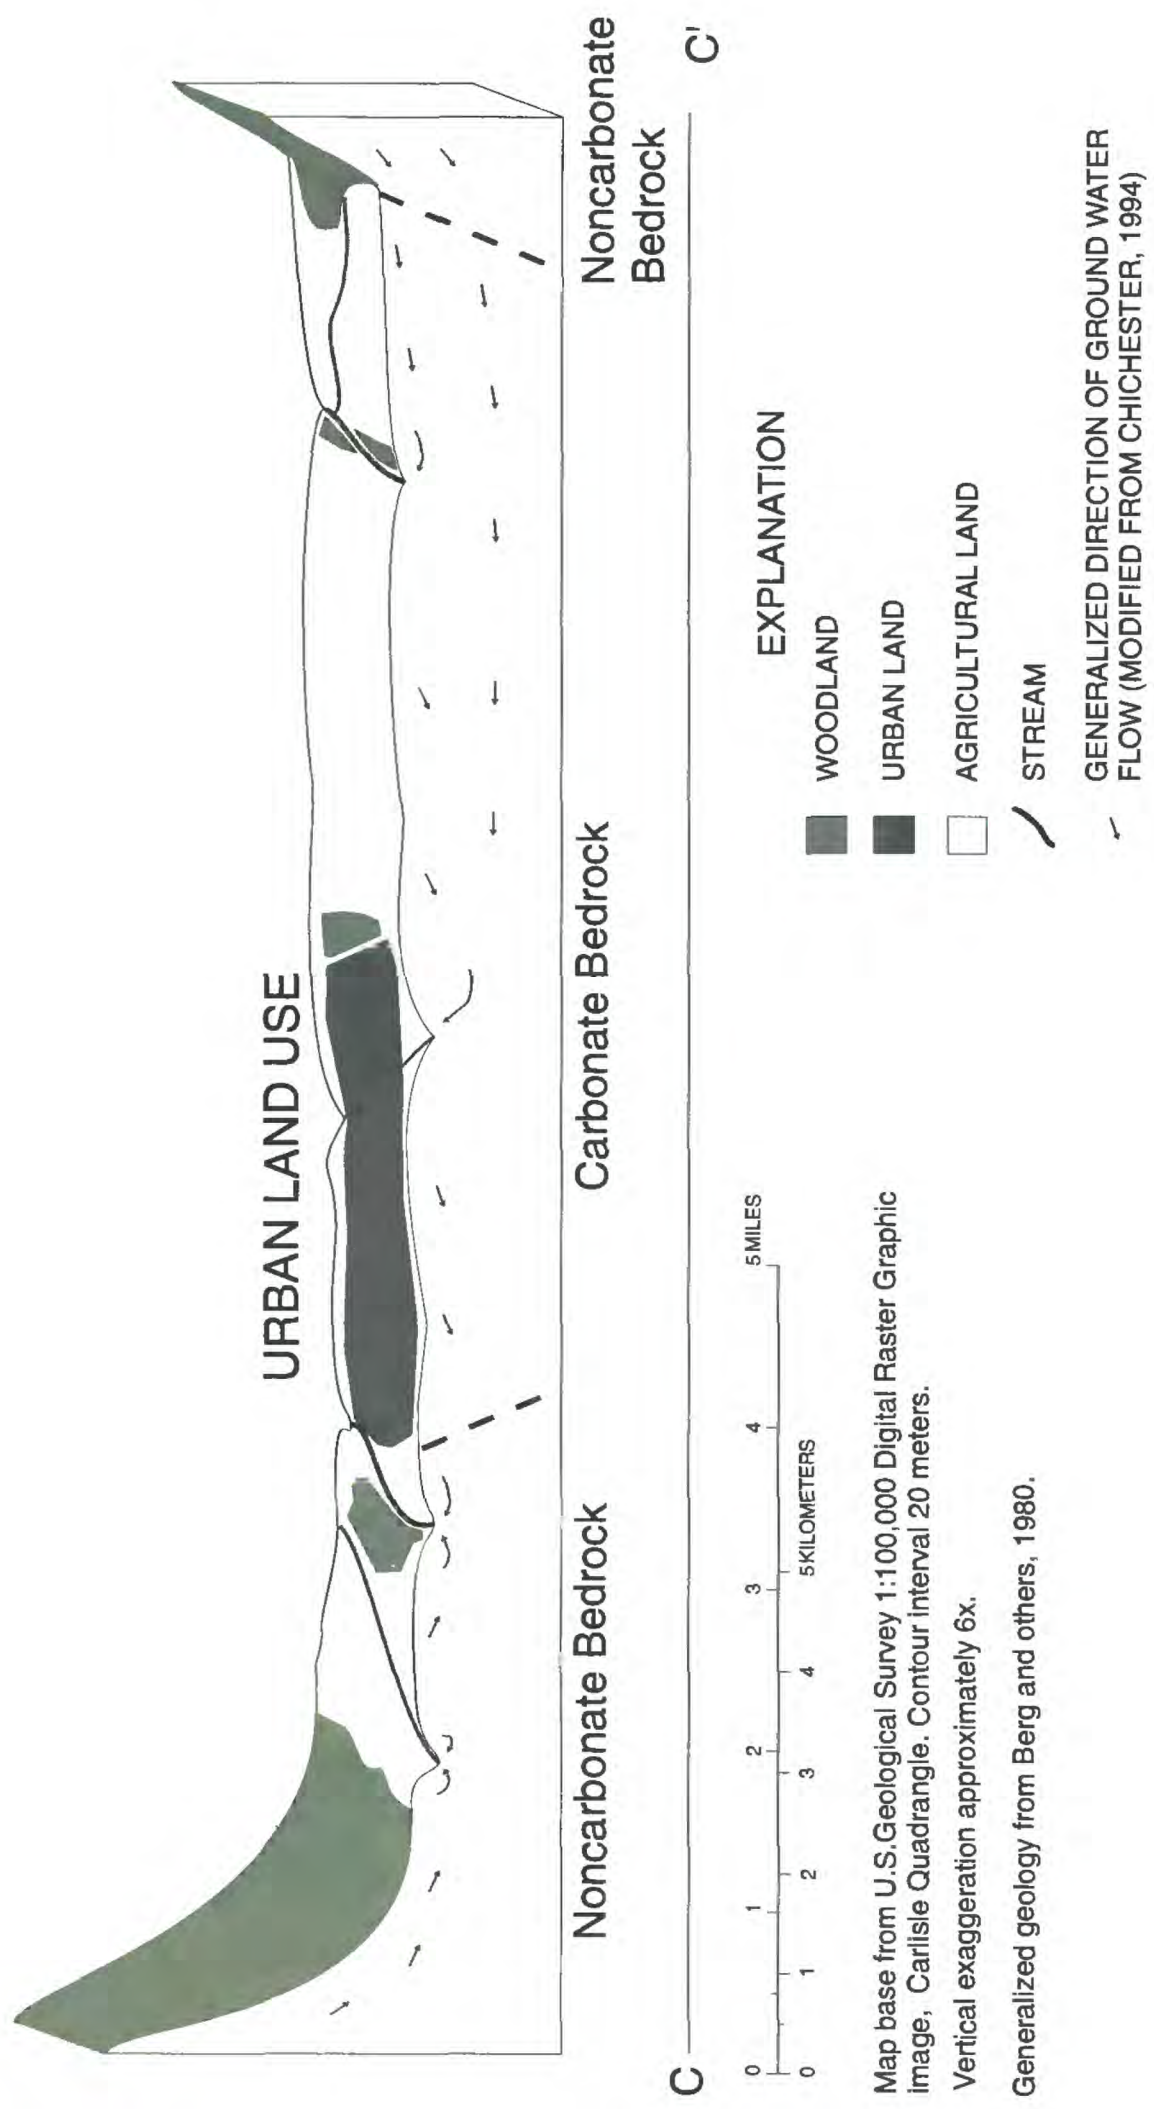 URBAN LAND USE
Noncarbonate Bedrock
Carbonate Bedrock
Noncarbonate
Bedrock
C
C'
0 1 2 3 4 5 MILES
0 1 2 3 4 5 KILOMETERS
Map base from U.S.Geological Survey 1:100,000 Digital Raster Graphic
image, Carlisle Quadrangle. Contour interval 20 meters.
Vertical exaggeration approximately 6x.
Generalized geology from Berg and others, 1980.
EXPLANATION
WOODLAND
URBAN LAND
AGRICULTURAL LAND
STREAM
GENERALIZED DIRECTION OF GROUND WATER
FLOW (MODIFIED FROM CHICHESTER, 1994)